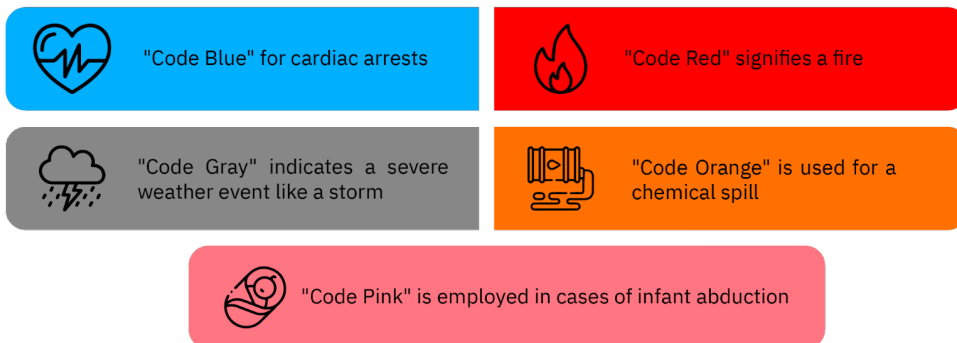 "Code Blue" for cardiac arrests
"Code Red" signifies a fire
"Code Gray" indicates a severe
weather event like a storm
"Code Orange" is used for a
chemical spill
"Code Pink" is employed in cases of infant abduction